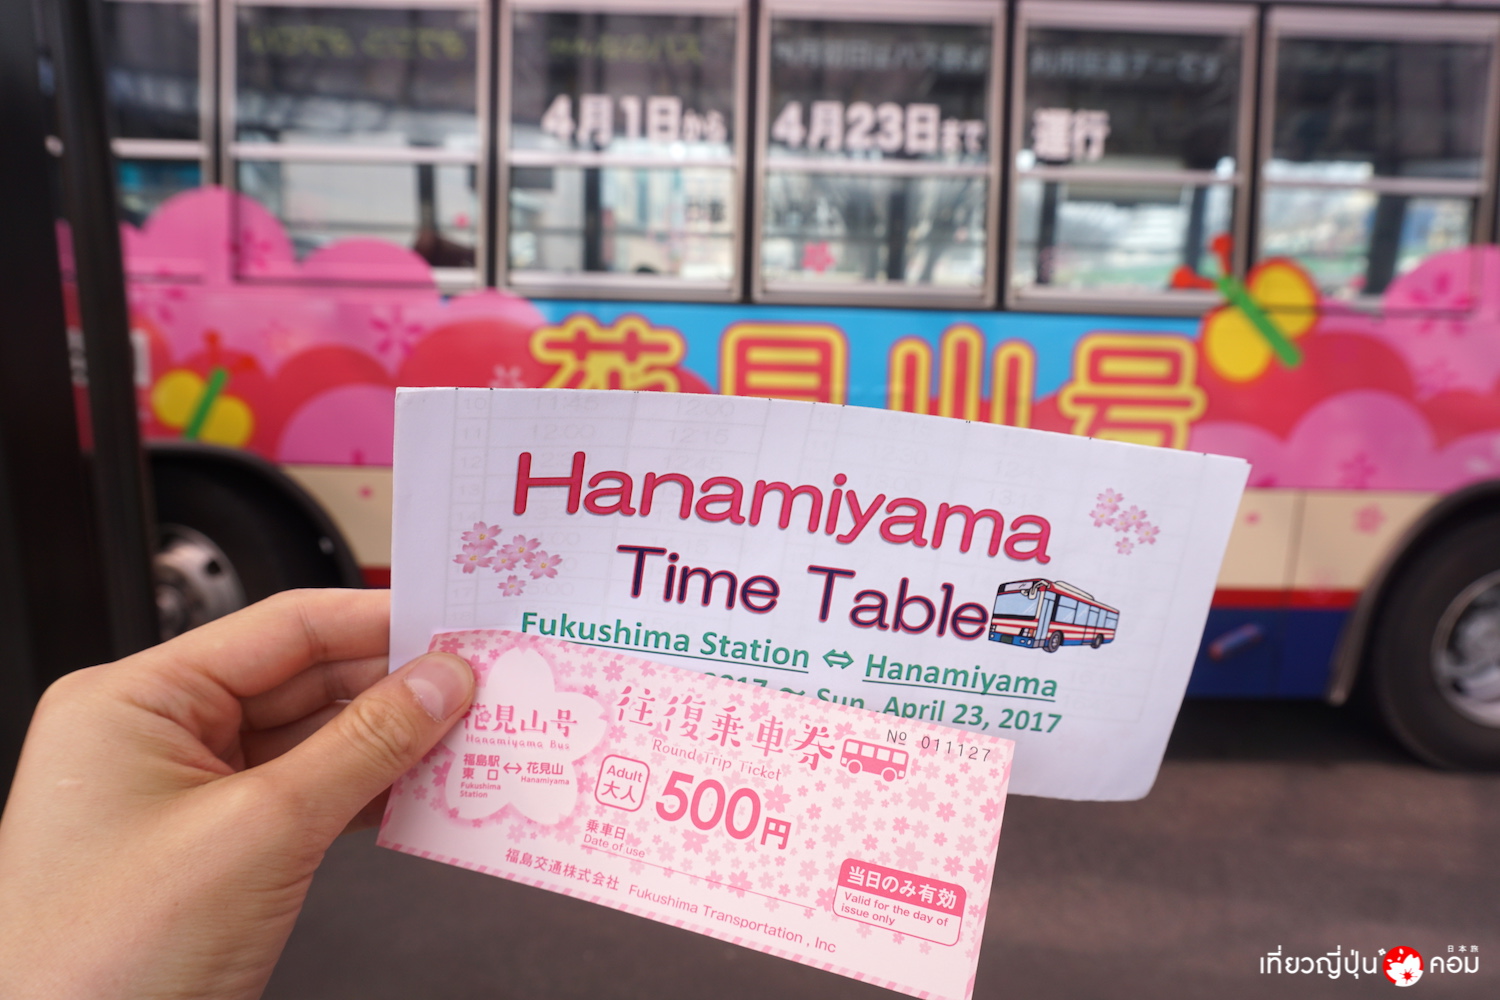 4月1日から 4月23日まで 運行
花見山号
Hanamiyama
Time Table
Fukushima Station ⇔ Hanamiyama
2017 ~ Sun ,April 23, 2017
花見山号
Hanamiyama Bus
福島駅
東口 ↔ 花見山
Fukushima Station
Hanamiyama
往復乗車券
Round Trip Ticket
№ 011127
Adult
大人
500円
乗車日
Date of use
福島交通株式会社 Fukushima Transportation , Inc
当日のみ有効
Valid for the day of
issue only
日本旅
เที่ยวญี่ปุ่น คอม